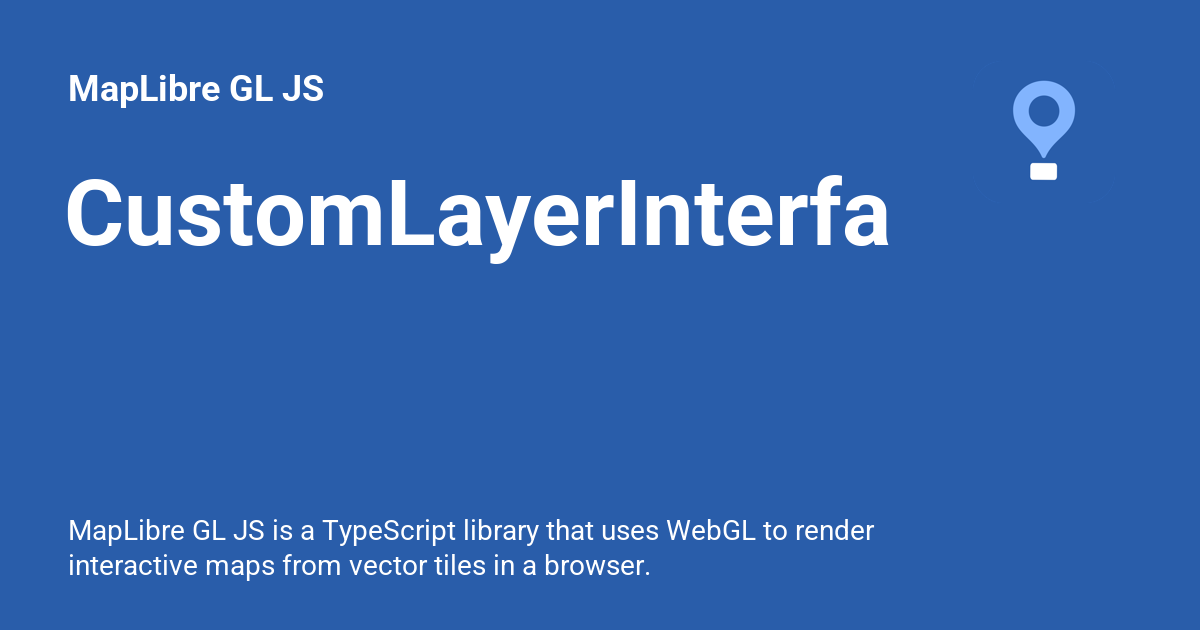 MapLibre GL JS
CustomLayerInterfa
MapLibre GL JS is a TypeScript library that uses WebGL to render
interactive maps from vector tiles in a browser.